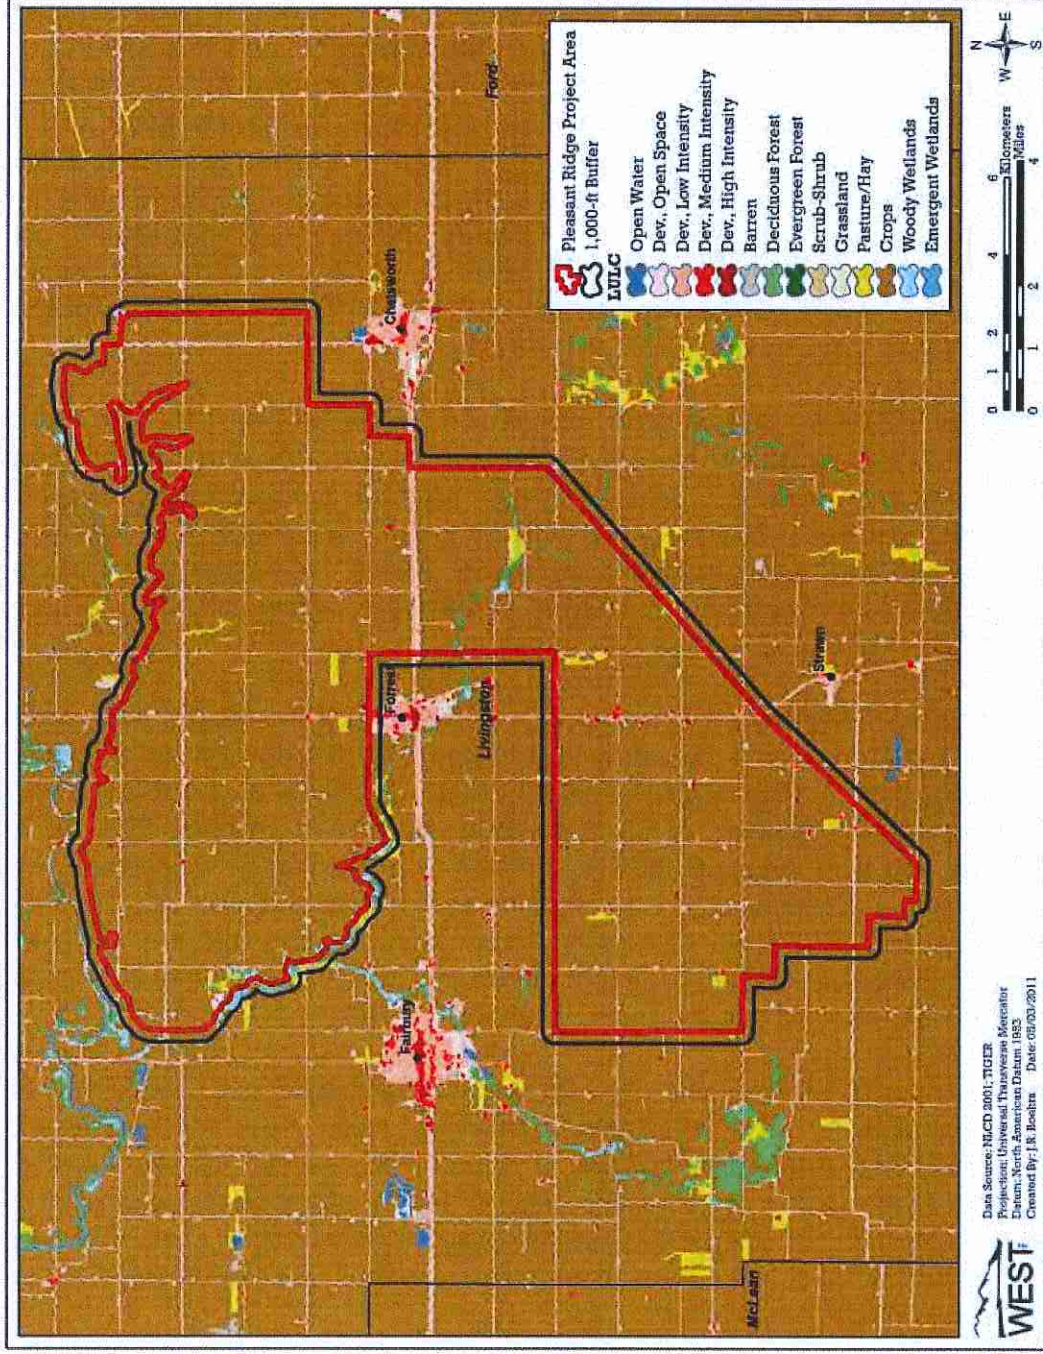 Ford
Chatsworth
Forrest
Livingston
Fairbury
Strawn
McLean
Pleasant Ridge Project Area
1,000-ft Buffer
LULC
Open Water
Dev., Open Space
Dev., Low Intensity
Dev., Medium Intensity
Dev., High Intensity
Barren
Deciduous Forest
Evergreen Forest
Scrub-Shrub
Grassland
Pasture/Hay
Crops
Woody Wetlands
Emergent Wetlands
WEST
Data Source: NLCD 2001; TIGER
Projection: Universal Transverse Mercator
Datum: North American Datum 1983
Created By: J.R. Boehrs Date: 08/03/2011
0 1 2 4 6
Kilometers
Miles
0 1 2 4
N
W E
S